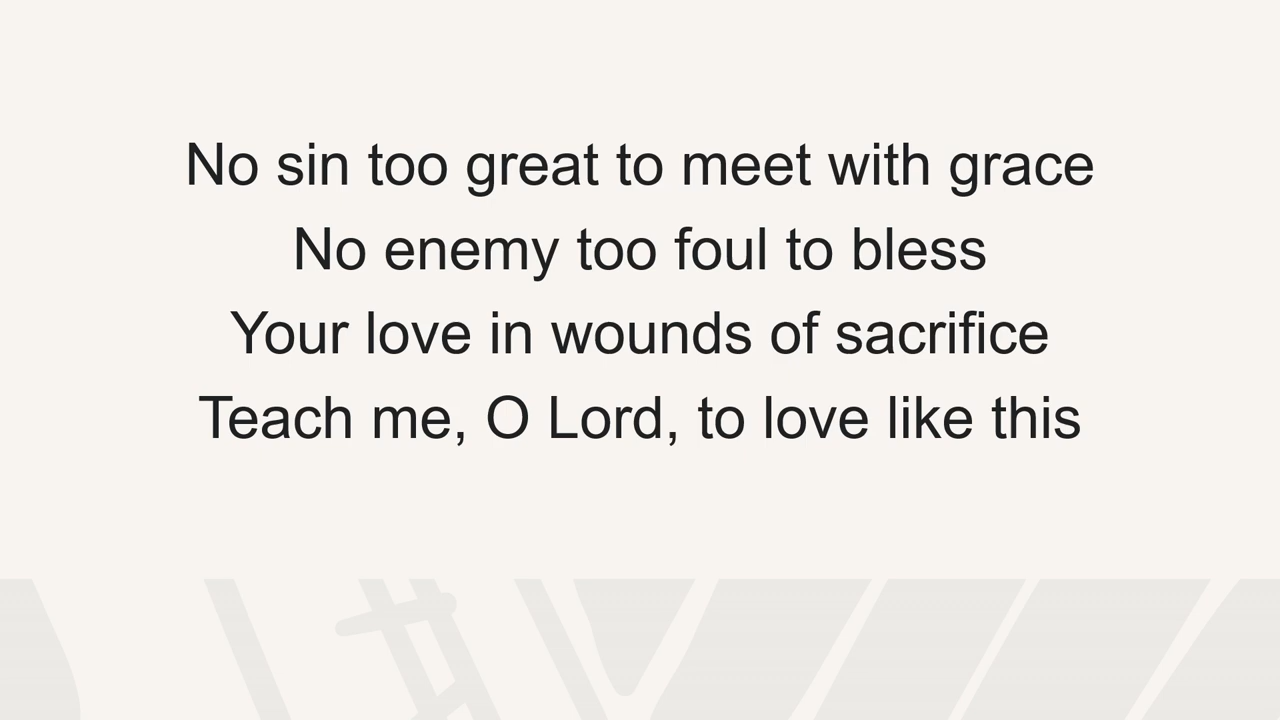 No sin too great to meet with grace
No enemy too foul to bless
Your love in wounds of sacrifice
Teach me, O Lord, to love like this